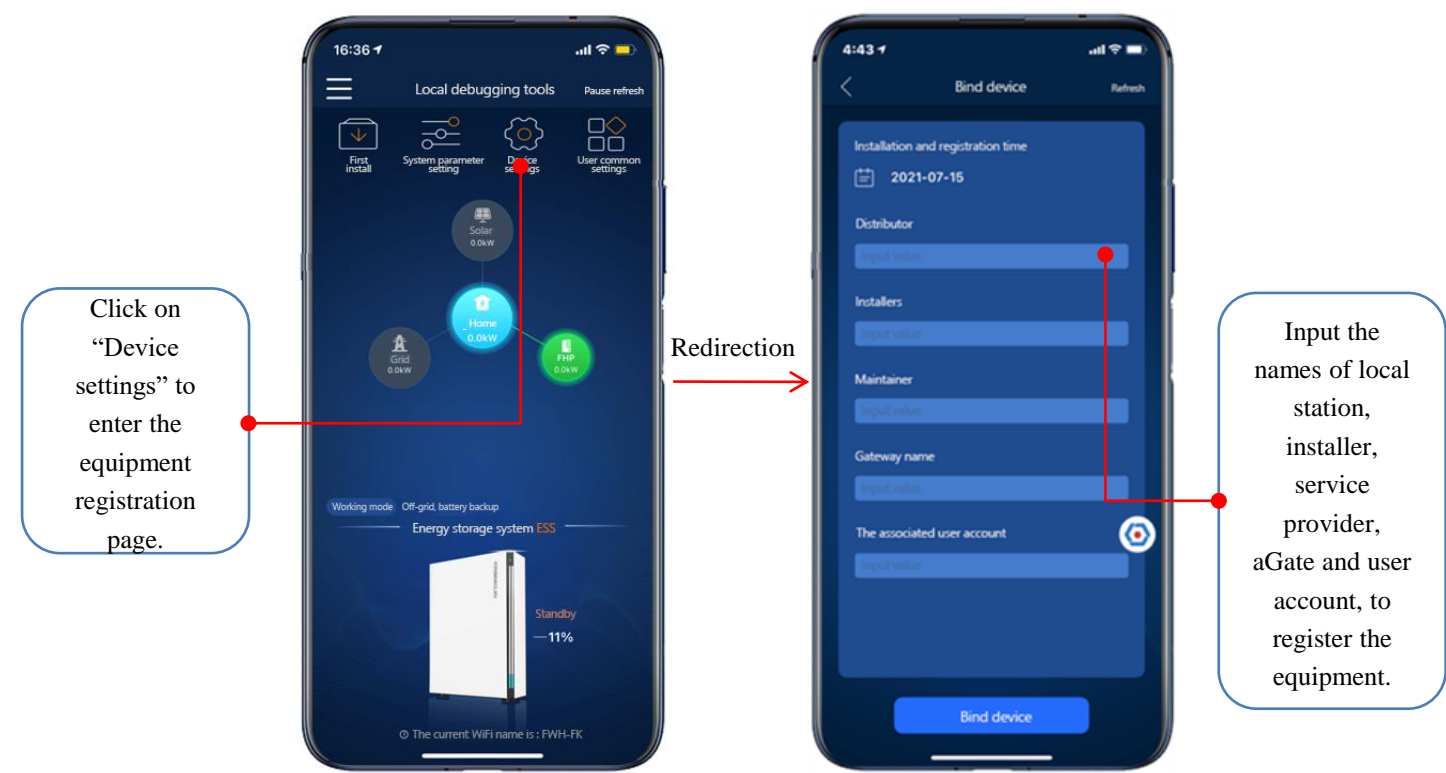 Click on
“Device
settings” to
enter the
equipment
registration
page.
16:36
Local debugging tools
Pause refresh
First
install
System parameter
setting
Device
settings
User common
settings
Solar
0.0kW
_Home
0.0kW
Grid
0.0kW
FHP
0.0kW
Working mode Off-grid, battery backup
Energy storage system ESS
Standby
11%
The current WiFi name is : FWH-FK
Redirection
4:43
Bind device
Refresh
Installation and registration time
2021-07-15
Distributor
Input value
Installers
Input value
Maintainer
Input value
Gateway name
Input value
The associated user account
Input value
Bind device
Input the
names of local
station,
installer,
service
provider,
aGate and user
account, to
register the
equipment.